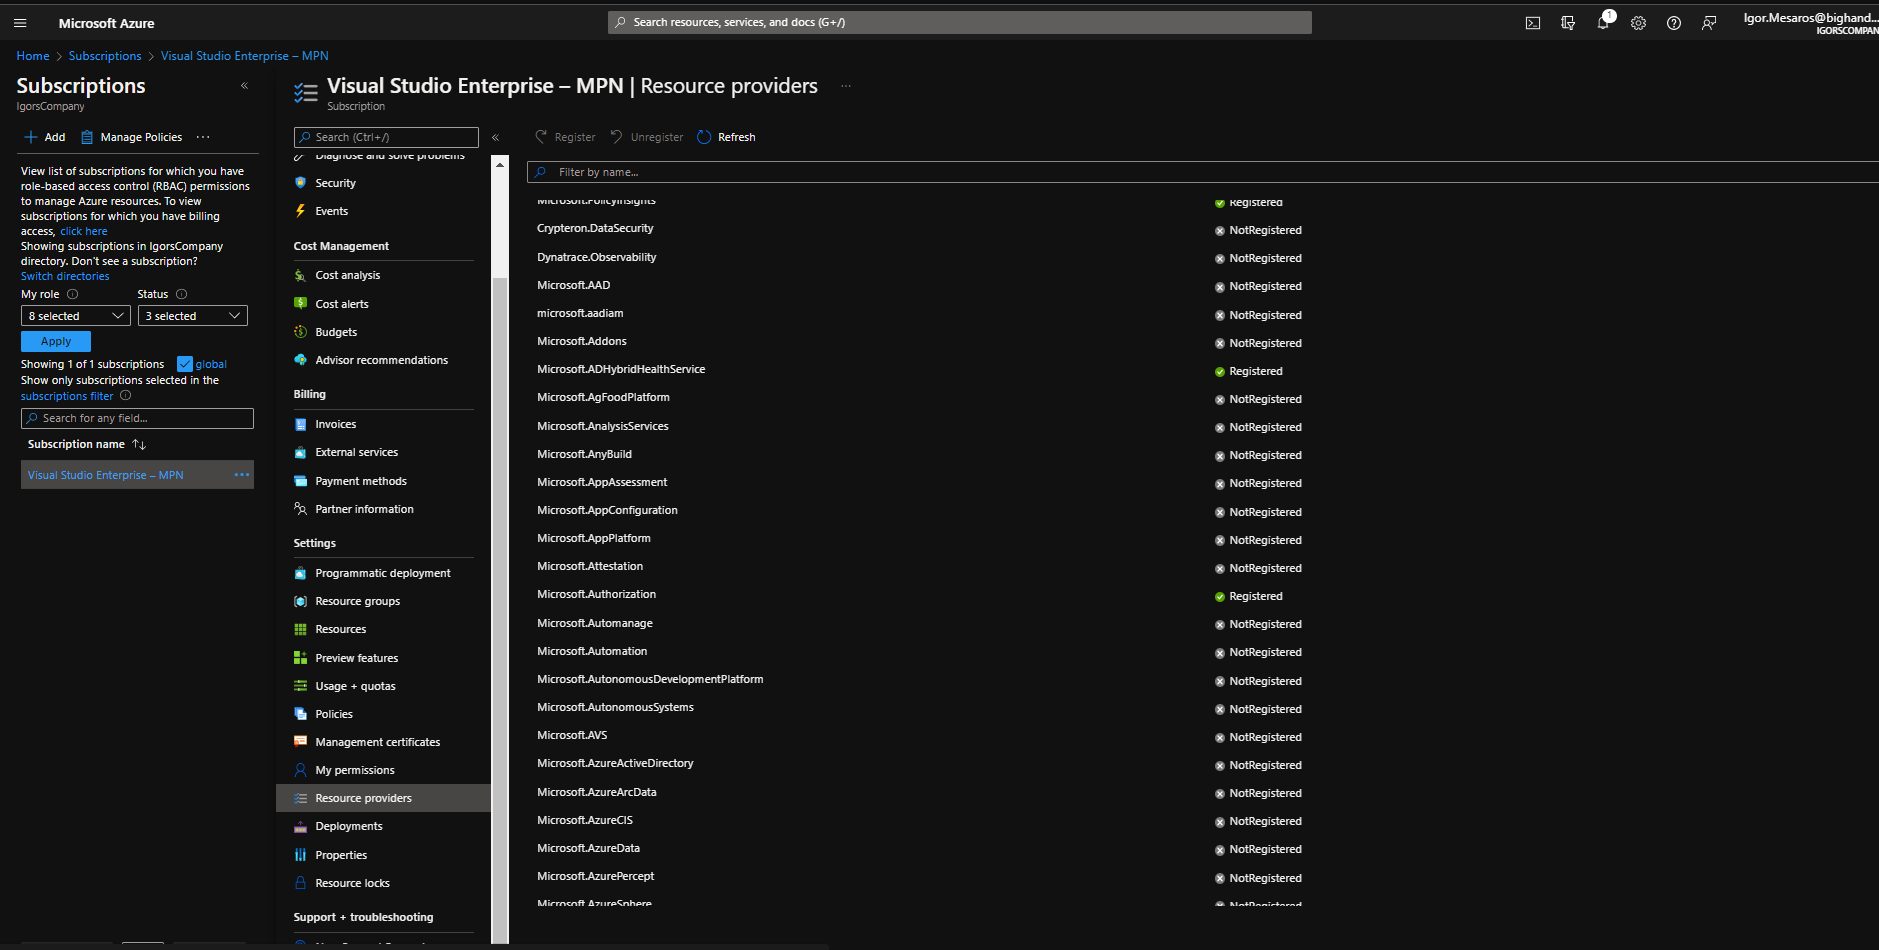 Microsoft Azure
Search resources, services, and docs (G+/)
1
Igor.Mesaros@bighand...
IGORSCOMPAN
Home > Subscriptions > Visual Studio Enterprise – MPN
Subscriptions
«
IgorsCompany
Add
Manage Policies
...
View list of subscriptions for which you have
role-based access control (RBAC) permissions
to manage Azure resources. To view
subscriptions for which you have billing
access, click here
Showing subscriptions in IgorsCompany
directory. Don't see a subscription?
Switch directories
My role
Status
8 selected
3 selected
Apply
Showing 1 of 1 subscriptions
global
Show only subscriptions selected in the
subscriptions filter
Search for any field...
Subscription name
Visual Studio Enterprise – MPN
...
Visual Studio Enterprise – MPN | Resource providers
...
Subscription
Search (Ctrl+/)
«
Diagnose and solve problems
Security
Events
Cost Management
Cost analysis
Cost alerts
Budgets
Advisor recommendations
Billing
Invoices
External services
Payment methods
Partner information
Settings
Programmatic deployment
Resource groups
Resources
Preview features
Usage + quotas
Policies
Management certificates
My permissions
Resource providers
Deployments
Properties
Resource locks
Support + troubleshooting
Register
Unregister
Refresh
Filter by name...
Microsoft.PolicyInsights Registered
Crypteron.DataSecurity NotRegistered
Dynatrace.Observability NotRegistered
Microsoft.AAD NotRegistered
microsoft.aadiam NotRegistered
Microsoft.Addons NotRegistered
Microsoft.ADHybridHealthService Registered
Microsoft.AgFoodPlatform NotRegistered
Microsoft.AnalysisServices NotRegistered
Microsoft.AnyBuild NotRegistered
Microsoft.AppAssessment NotRegistered
Microsoft.AppConfiguration NotRegistered
Microsoft.AppPlatform NotRegistered
Microsoft.Attestation NotRegistered
Microsoft.Authorization Registered
Microsoft.Automanage NotRegistered
Microsoft.Automation NotRegistered
Microsoft.AutonomousDevelopmentPlatform NotRegistered
Microsoft.AutonomousSystems NotRegistered
Microsoft.AVS NotRegistered
Microsoft.AzureActiveDirectory NotRegistered
Microsoft.AzureArcData NotRegistered
Microsoft.AzureCIS NotRegistered
Microsoft.AzureData NotRegistered
Microsoft.AzurePercept NotRegistered
Microsoft.AzureSphere NotRegistered